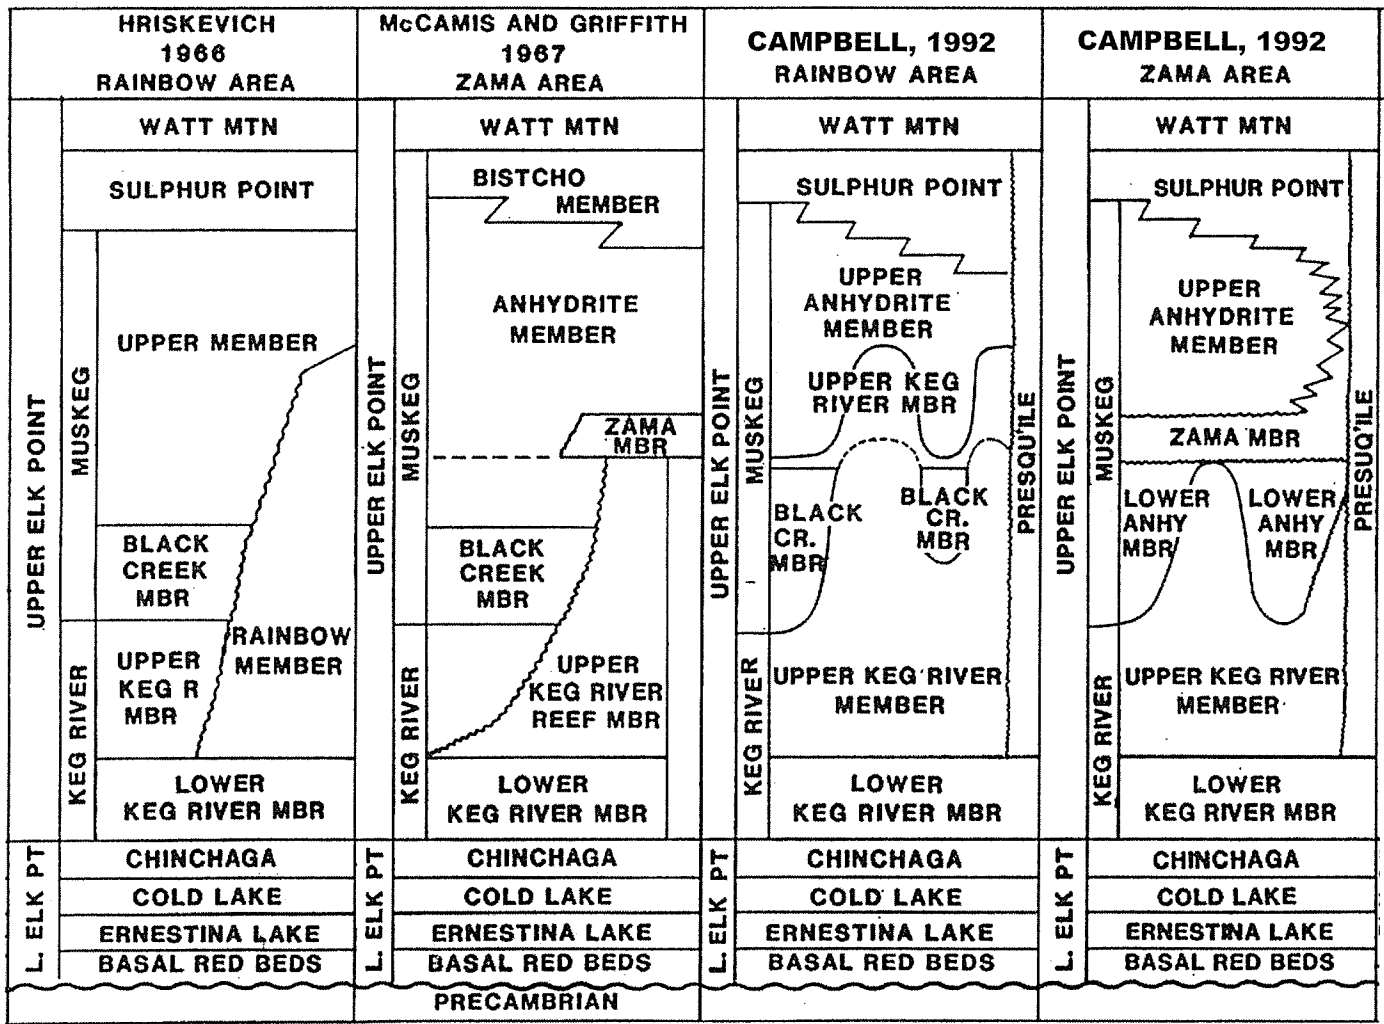 HRISKEVICH
1966
RAINBOW AREA
McCAMIS AND GRIFFITH
1967
ZAMA AREA
CAMPBELL, 1992
RAINBOW AREA
CAMPBELL, 1992
ZAMA AREA
UPPER ELK POINT
WATT MTN
SULPHUR POINT
MUSKEG
UPPER MEMBER
BLACK
CREEK
MBR
KEG RIVER
UPPER
KEG R
MBR
RAINBOW
MEMBER
LOWER
KEG RIVER MBR
L. ELK PT
CHINCHAGA
COLD LAKE
ERNESTINA LAKE
BASAL RED BEDS
UPPER ELK POINT
WATT MTN
BISTCHO
MEMBER
MUSKEG
ANHYDRITE
MEMBER
ZAMA
MBR
BLACK
CREEK
MBR
KEG RIVER
UPPER
KEG RIVER
REEF MBR
LOWER
KEG RIVER MBR
L. ELK PT
CHINCHAGA
COLD LAKE
ERNESTINA LAKE
BASAL RED BEDS
PRECAMBRIAN
UPPER ELK POINT
WATT MTN
SULPHUR POINT
MUSKEG
UPPER
ANHYDRITE
MEMBER
UPPER KEG
RIVER MBR
BLACK
CR.
MBR
BLACK
CR.
MBR
PRESQU'ILE
KEG RIVER
UPPER KEG RIVER
MEMBER
LOWER
KEG RIVER MBR
L. ELK PT
CHINCHAGA
COLD LAKE
ERNESTINA LAKE
BASAL RED BEDS
UPPER ELK POINT
WATT MTN
SULPHUR POINT
MUSKEG
UPPER
ANHYDRITE
MEMBER
ZAMA MBR
LOWER
ANHY
MBR
LOWER
ANHY
MBR
PRESUQ'ILE
KEG RIVER
UPPER KEG RIVER
MEMBER
LOWER
KEG RIVER MBR
L. ELK PT
CHINCHAGA
COLD LAKE
ERNESTINA LAKE
BASAL RED BEDS